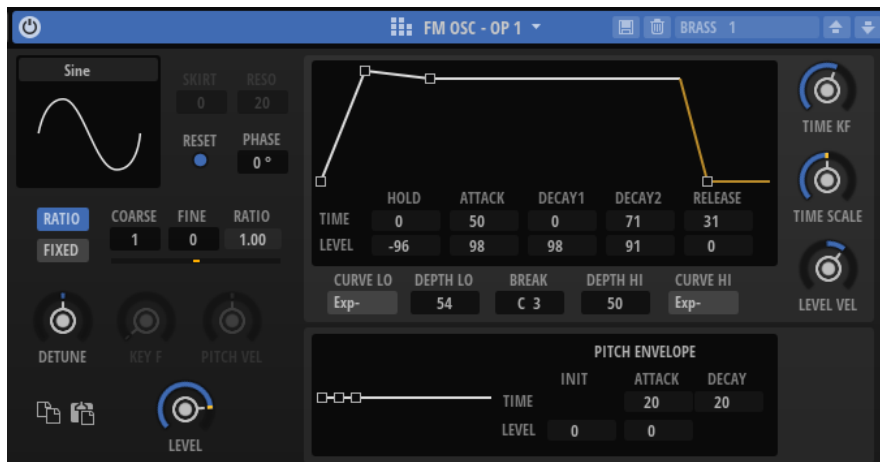 FM OSC - OP 1
BRASS 1
Sine
SKIRT RESO
0 20
RESET PHASE
0 °
RATIO COARSE FINE RATIO
FIXED 1 0 1.00
DETUNE KEY F PITCH VEL
LEVEL
HOLD ATTACK DECAY1 DECAY2 RELEASE
TIME 0 50 0 71 31
LEVEL -96 98 98 91 0
CURVE LO DEPTH LO BREAK DEPTH HI CURVE HI
Exp- 54 C 3 50 Exp-
TIME KF
TIME SCALE
LEVEL VEL
PITCH ENVELOPE
INIT ATTACK DECAY
TIME 20 20
LEVEL 0 0